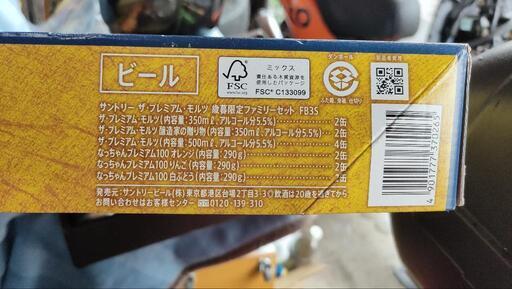 ビール
FSC
www.fsc.org
ミックス
責任ある木質資源を
使用したパッケージ
FSC® C133099
ダンボール
ふた、箱、身箱、仕切り
サントリー ザ・プレミアム・モルツ 歳暮限定ファミリーセット FB3S
ザ・プレミアム・モルツ(内容量:350mℓ、アルコール分5.5%) 2缶
ザ・プレミアム・モルツ 醸造家の贈り物(内容量:350mℓ、アルコール分5.5%) 2缶
ザ・プレミアム・モルツ(内容量:500mℓ、アルコール分5.5%) 4缶
なっちゃんプレミアム100 オレンジ(内容量:290g) 2缶
なっちゃんプレミアム100 りんご(内容量:290g)
なっちゃんプレミアム100 白ぶどう(内容量:290g)
発売元:サントリービール(株)東京都港区台場2丁目3-3 〇飲酒は20歳を過ぎてから。
お問い合わせはお客様センター 0120-139-310
4901777370265